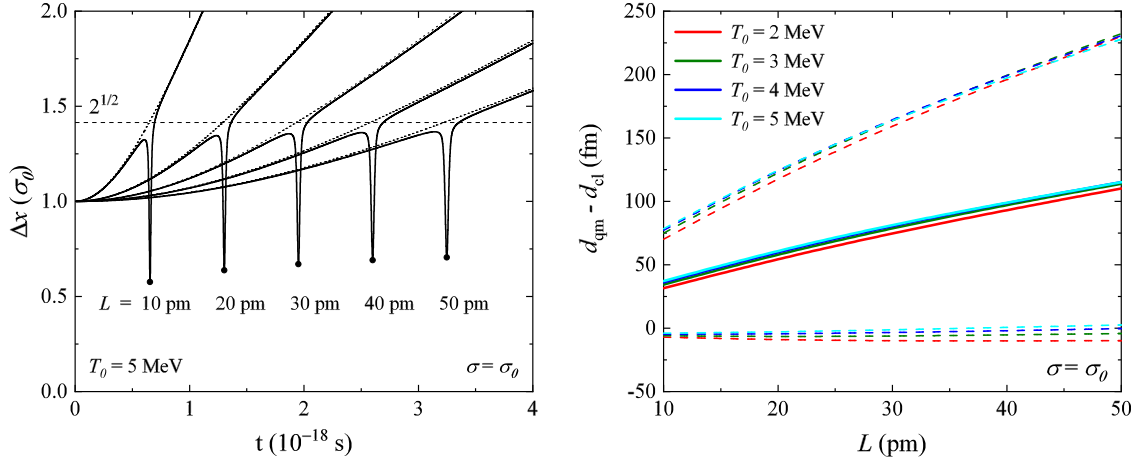 2.0
1.5
1.0
0.5
0.0
Δx (σ0)
2^1/2
L = 10 pm 20 pm 30 pm 40 pm 50 pm
T0 = 5 MeV
σ = σ0
0 1 2 3 4
t (10^−18 s)
250
200
150
100
50
0
-50
dqm - dcl (fm)
T0 = 2 MeV
T0 = 3 MeV
T0 = 4 MeV
T0 = 5 MeV
σ = σ0
10 20 30 40 50
L (pm)